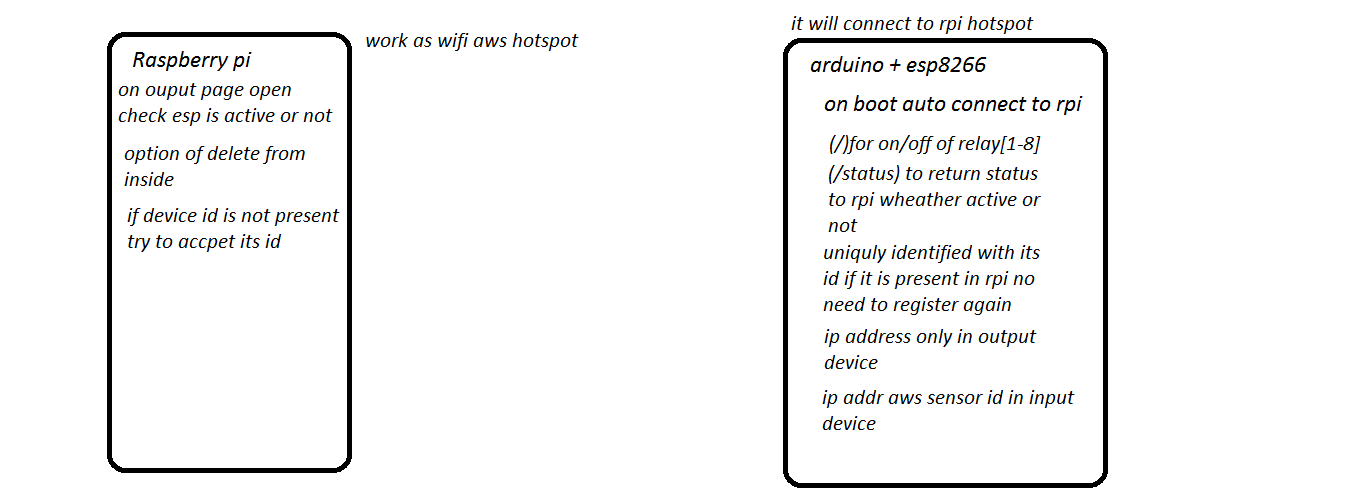 work as wifi aws hotspot
Raspberry pi
on ouput page open
check esp is active or not
option of delete from
inside
if device id is not present
try to accpet its id
it will connect to rpi hotspot
arduino + esp8266
on boot auto connect to rpi
(/)for on/off of relay[1-8]
(/status) to return status
to rpi wheather active or
not
uniquly identified with its
id if it is present in rpi no
need to register again
ip address only in output
device
ip addr aws sensor id in input
device